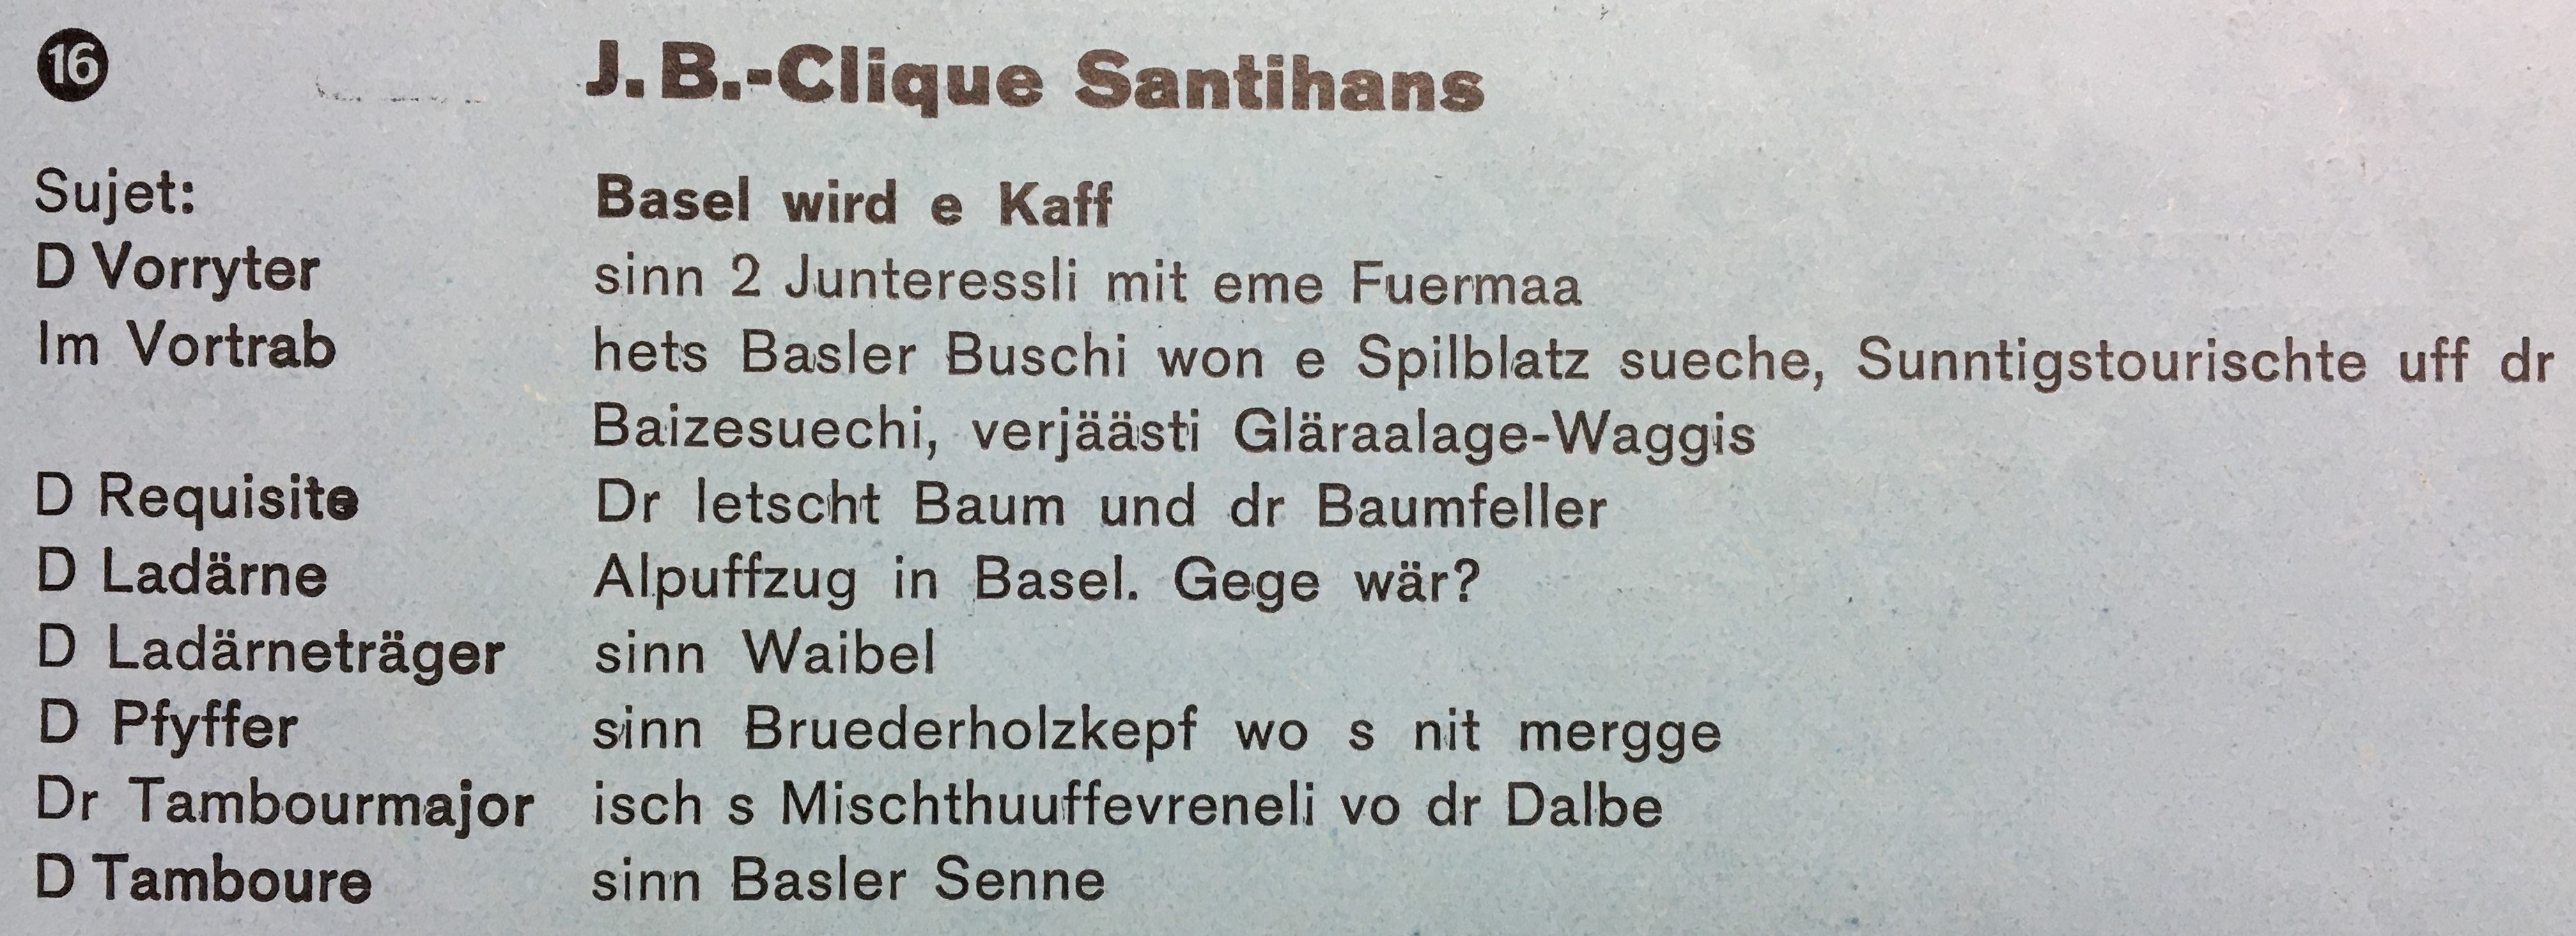 16 J. B.-Clique Santihans
Sujet: Basel wird e Kaff
D Vorryter sinn 2 Junteressli mit eme Fuermaa
Im Vortrab hets Basler Buschi won e Spilblatz sueche, Sunntigstourischte uff dr
Baizesuechi, verjäästi Gläraalage-Waggis
D Requisite Dr letscht Baum und dr Baumfeller
D Ladärne Alpuffzug in Basel. Gege wär?
D Ladärneträger sinn Waibel
D Pfyffer sinn Bruederholzkepf wo s nit mergge
Dr Tambourmajor isch s Mischthuuffevreneli vo dr Dalbe
D Tamboure sinn Basler Senne